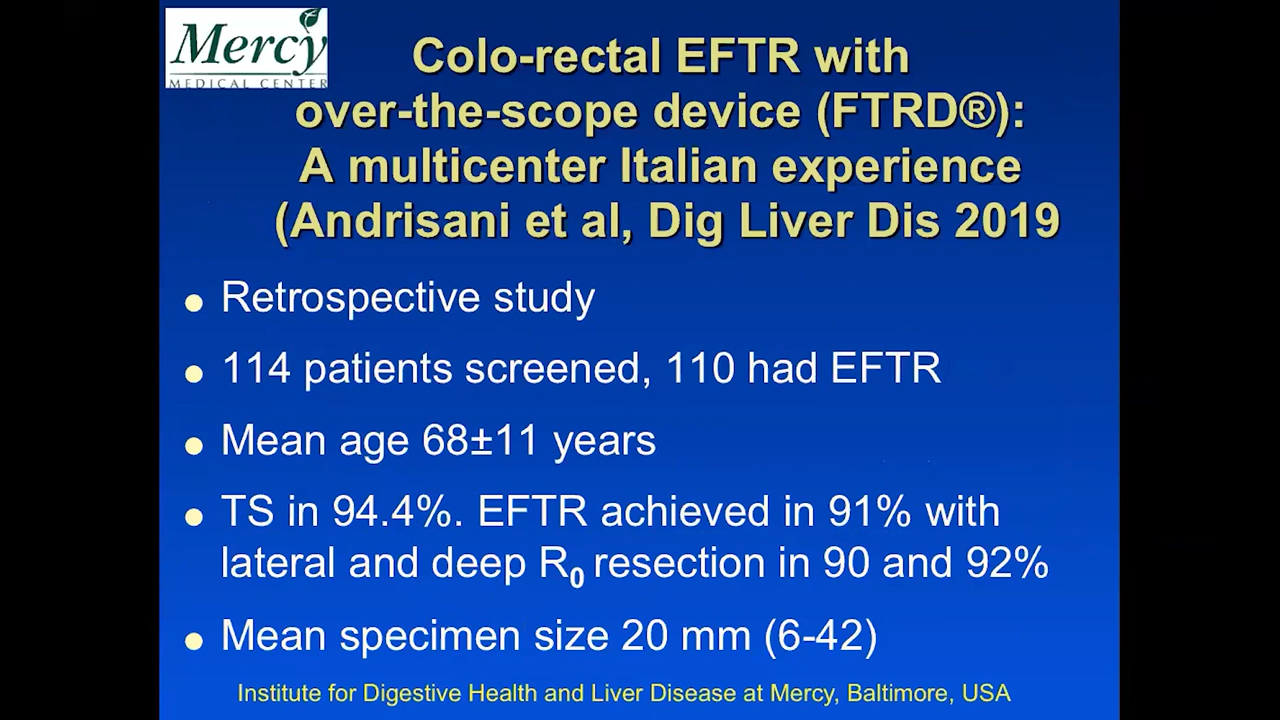 Mercy
MEDICAL CENTER
Colo-rectal EFTR with
over-the-scope device (FTRD®):
A multicenter Italian experience
(Andrisani et al, Dig Liver Dis 2019
● Retrospective study
● 114 patients screened, 110 had EFTR
● Mean age 68±11 years
● TS in 94.4%. EFTR achieved in 91% with
lateral and deep R₀ resection in 90 and 92%
● Mean specimen size 20 mm (6-42)
Institute for Digestive Health and Liver Disease at Mercy, Baltimore, USA